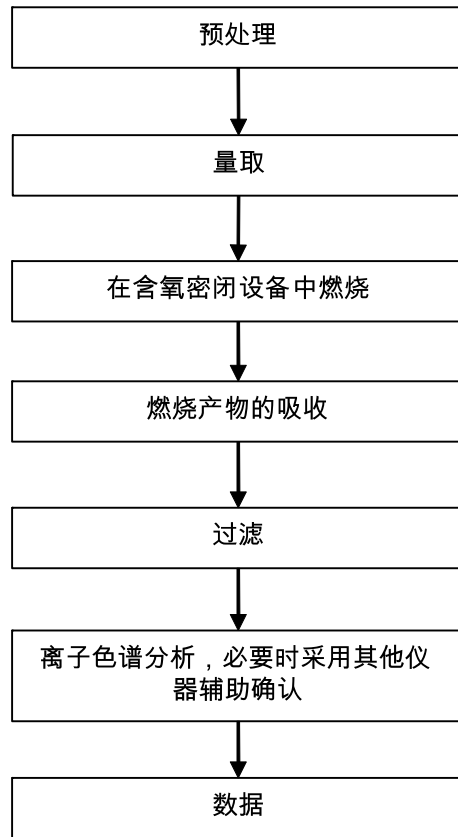 预处理
量取
在含氧密闭设备中燃烧
燃烧产物的吸收
过滤
离子色谱分析，必要时采用其他仪
器辅助确认
数据